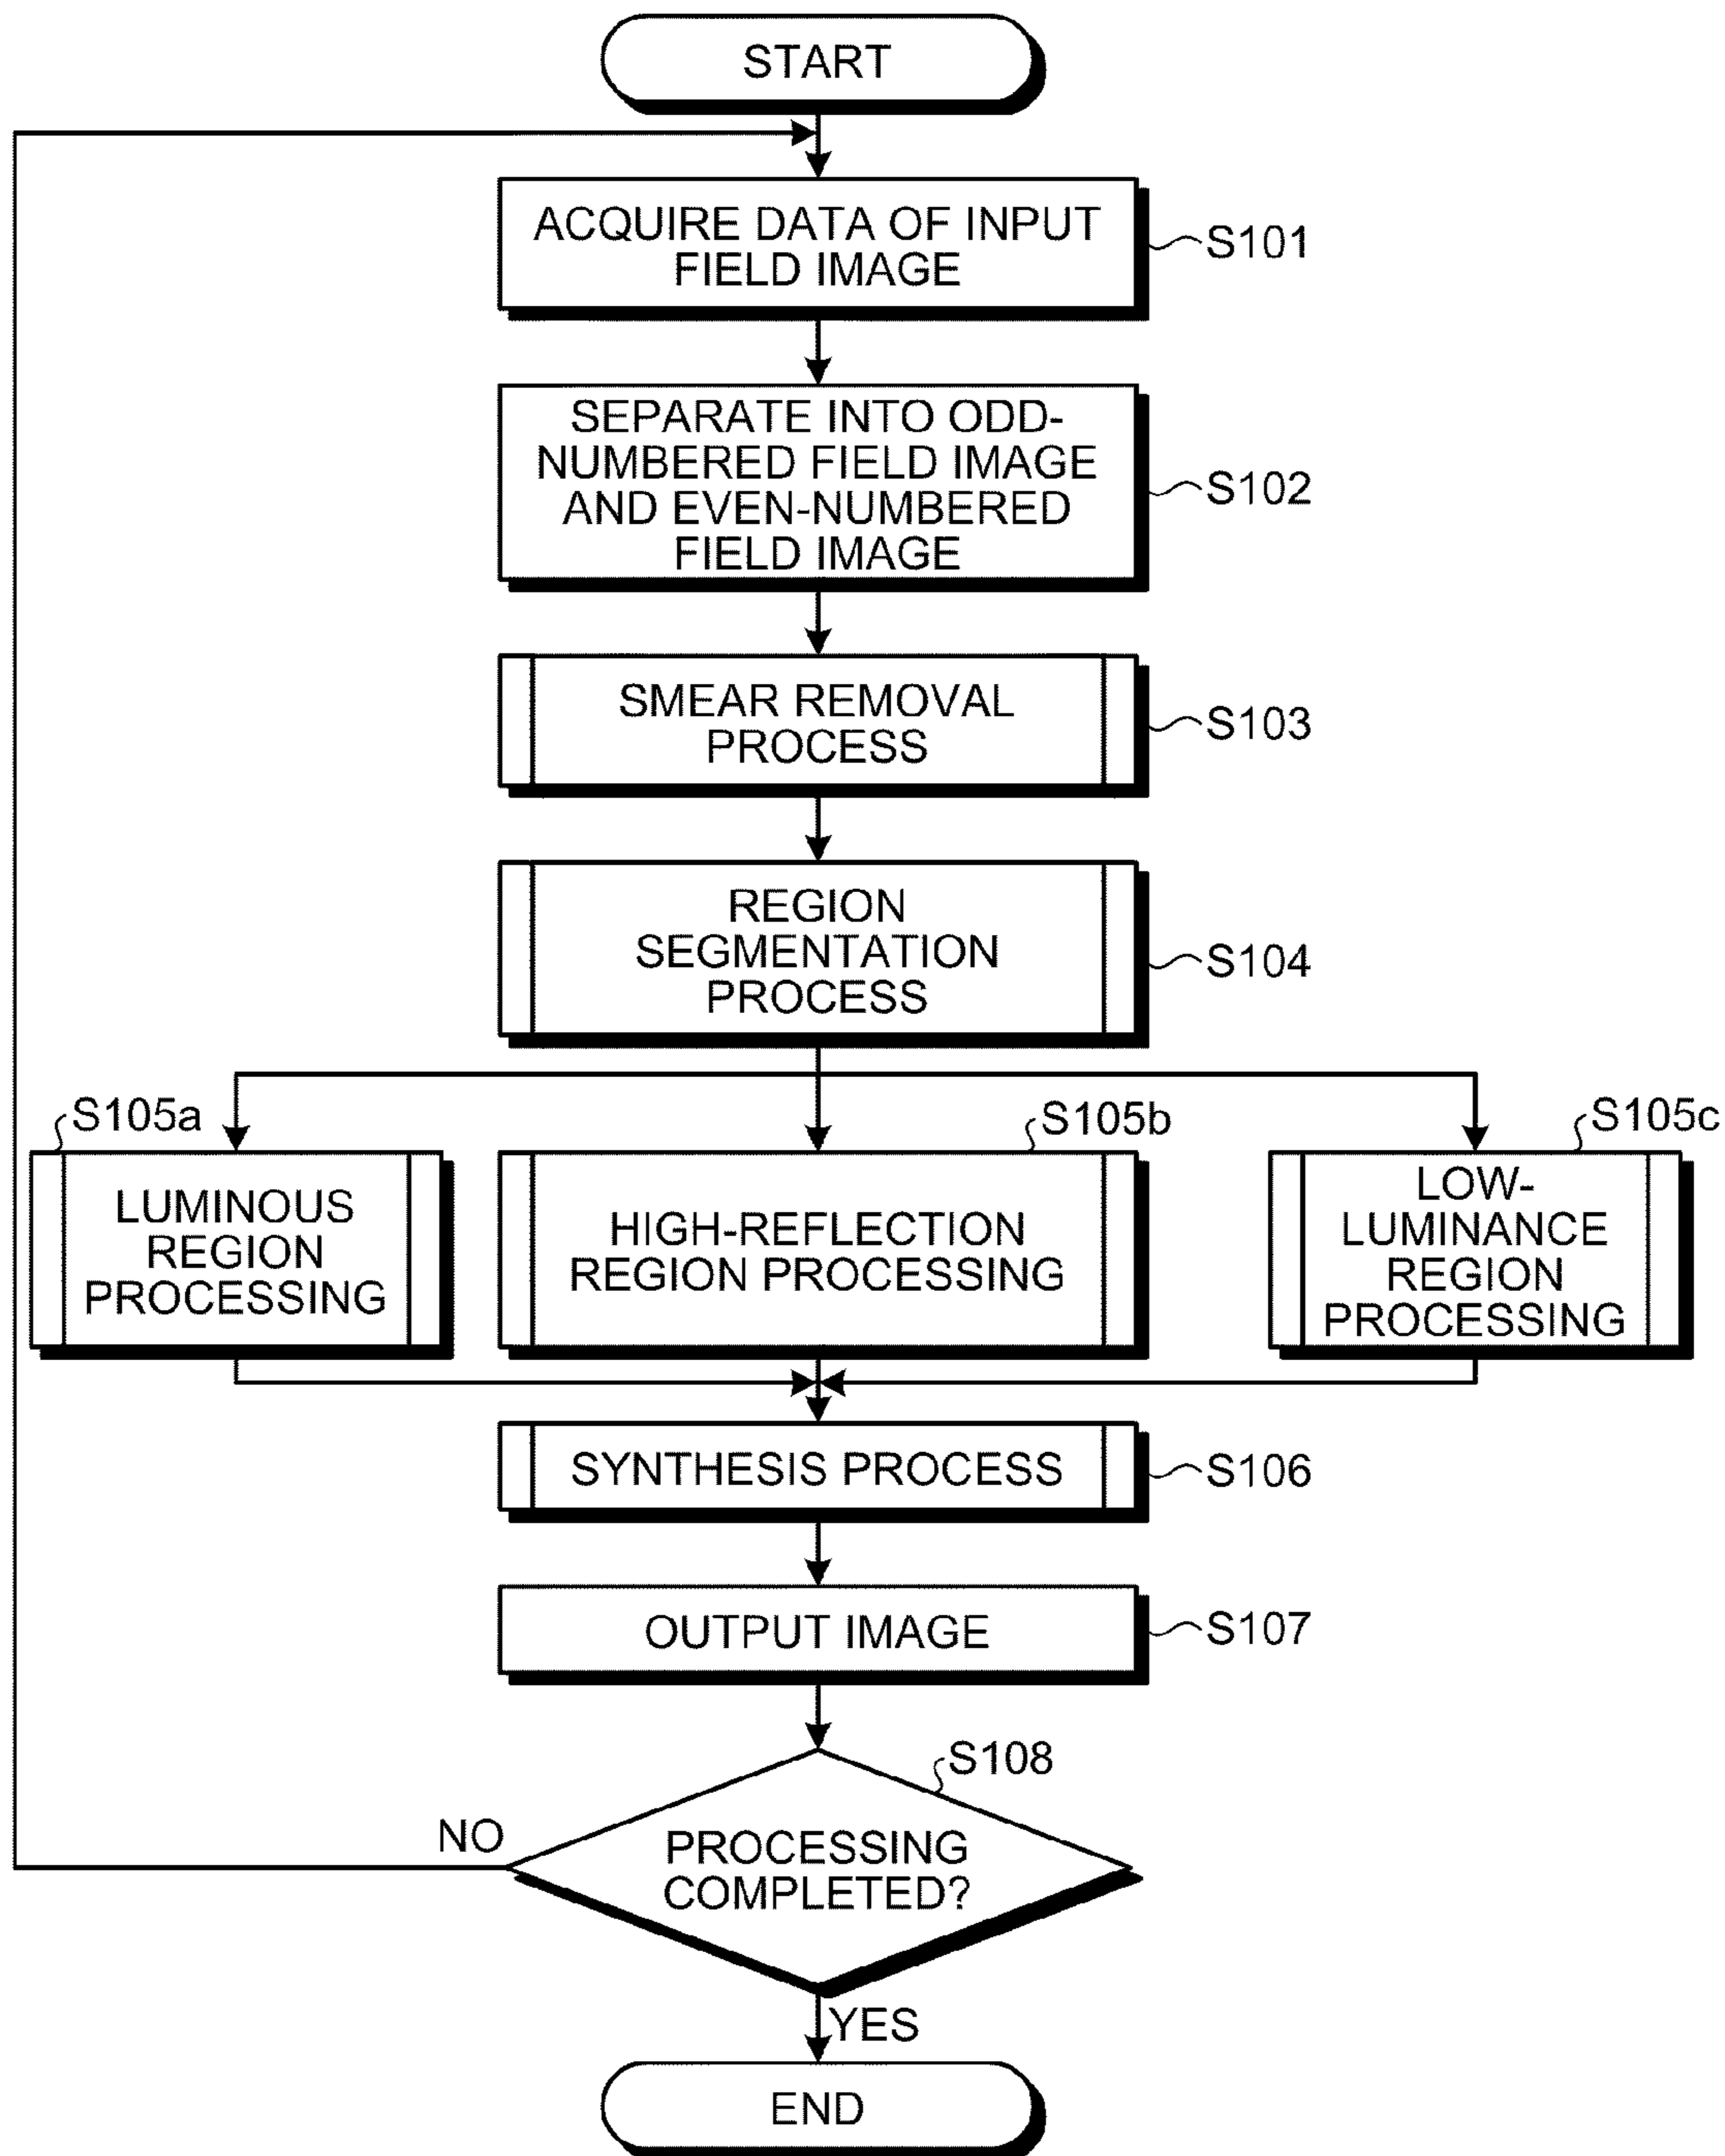 START
ACQUIRE DATA OF INPUT
FIELD IMAGE
S101
SEPARATE INTO ODD-
NUMBERED FIELD IMAGE
AND EVEN-NUMBERED
FIELD IMAGE
S102
SMEAR REMOVAL
PROCESS
S103
REGION
SEGMENTATION
PROCESS
S104
S105a
LUMINOUS
REGION
PROCESSING
S105b
HIGH-REFLECTION
REGION PROCESSING
S105c
LOW-
LUMINANCE
REGION
PROCESSING
SYNTHESIS PROCESS
S106
OUTPUT IMAGE
S107
S108
PROCESSING
COMPLETED?
NO
YES
END